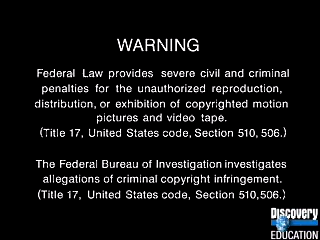 WARNING
Federal Law provides severe civil and criminal
penalties for the unauthorized reproduction,
distribution, or exhibition of copyrighted motion
pictures and video tape.
(Title 17, United States code, Section 510, 506.)
The Federal Bureau of Investigation investigates
allegations of criminal copyright infringement.
(Title 17, United States code, Section 510,506.)
Discovery
EDUCATION